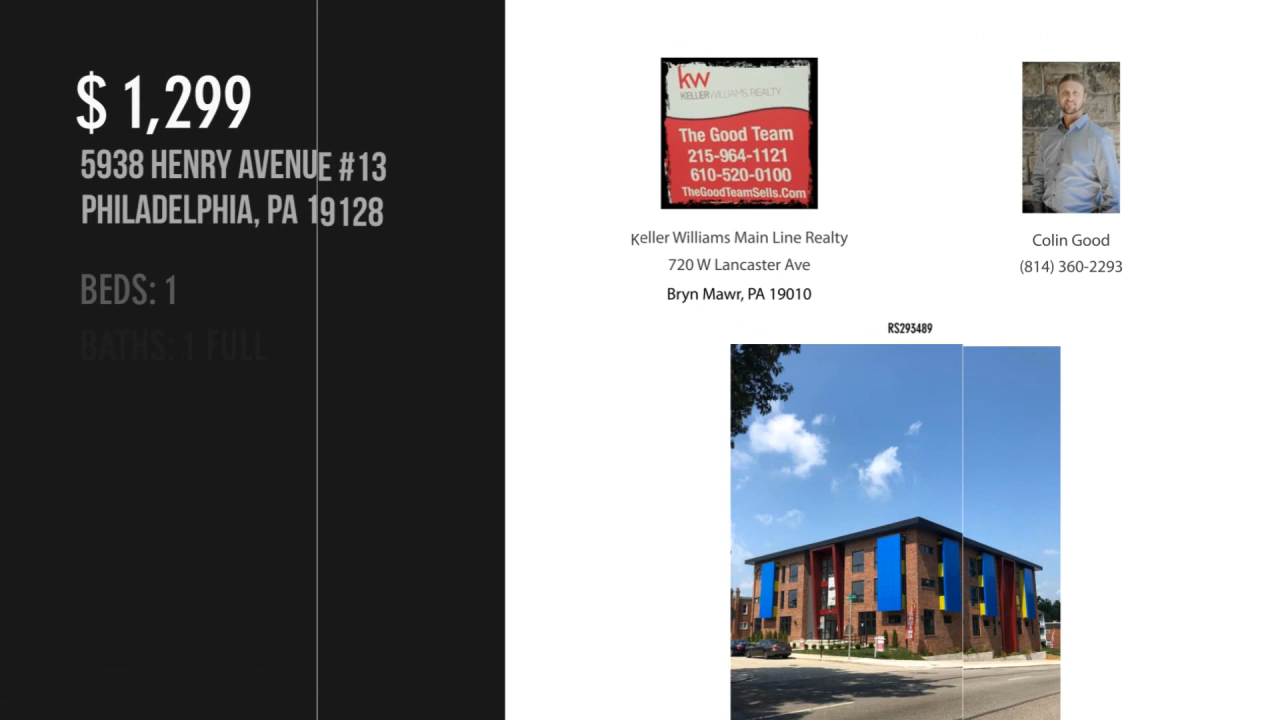 $ 1,299
5938 HENRY AVENUE #13
PHILADELPHIA, PA 19128
BEDS: 1
BATHS: 1 FULL
kw
KELLERWILLIAMS. REALTY
The Good Team
215-964-1121
610-520-0100
TheGoodTeamSells.Com
Keller Williams Main Line Realty
720 W Lancaster Ave
Bryn Mawr, PA 19010
Colin Good
(814) 360-2293
RS293489